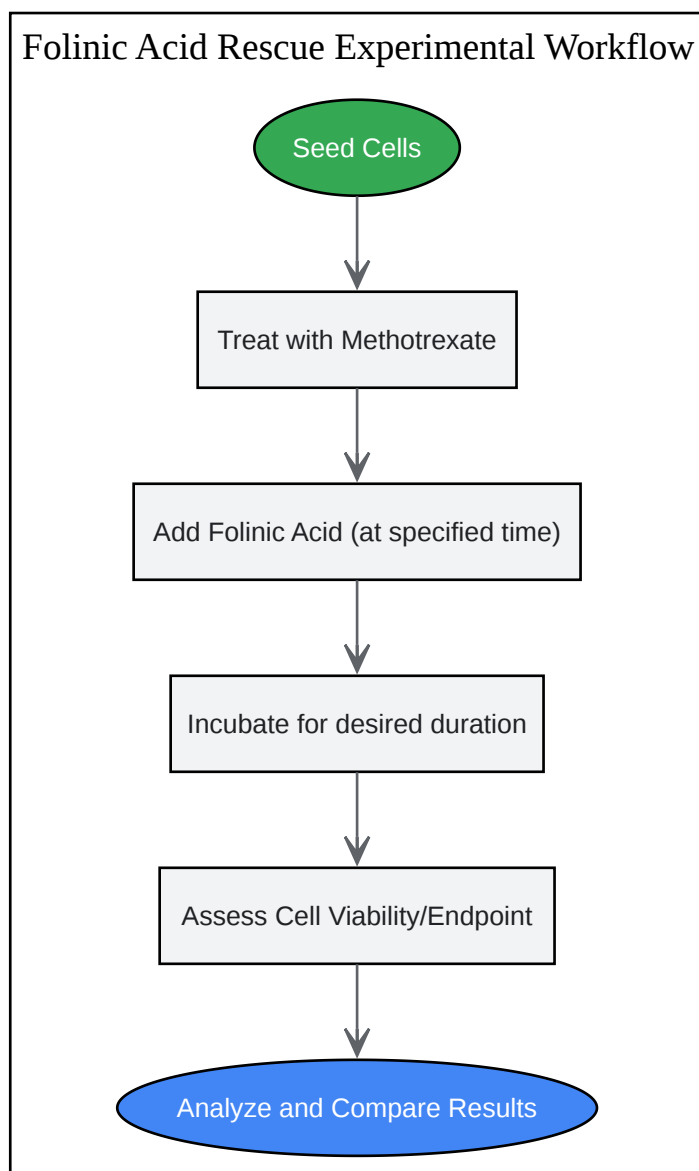 Folinic Acid Rescue Experimental Workflow
Seed Cells
Treat with Methotrexate
Add Folinic Acid (at specified time)
Incubate for desired duration
Assess Cell Viability/Endpoint
Analyze and Compare Results